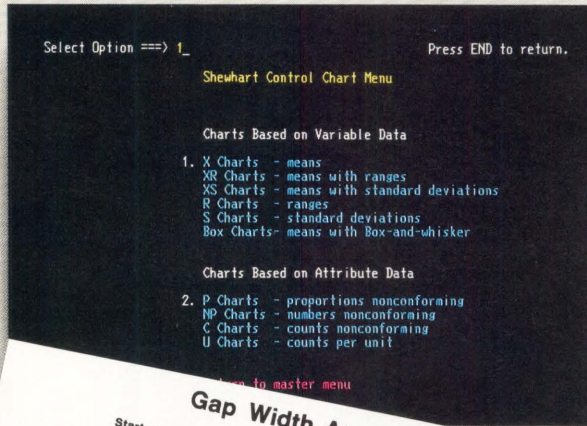 Select Option ===> 1_ Press END to return.
Shewhart Control Chart Menu
Charts Based on Variable Data
1. X Charts - means
XR Charts - means with ranges
XS Charts - means with standard deviations
R Charts - ranges
S Charts - standard deviations
Box Charts- means with Box-and-whisker
Charts Based on Attribute Data
2. P Charts - proportions nonconforming
NP Charts - numbers nonconforming
C Charts - counts nonconforming
U Charts - counts per unit
to master menu
Gap Width